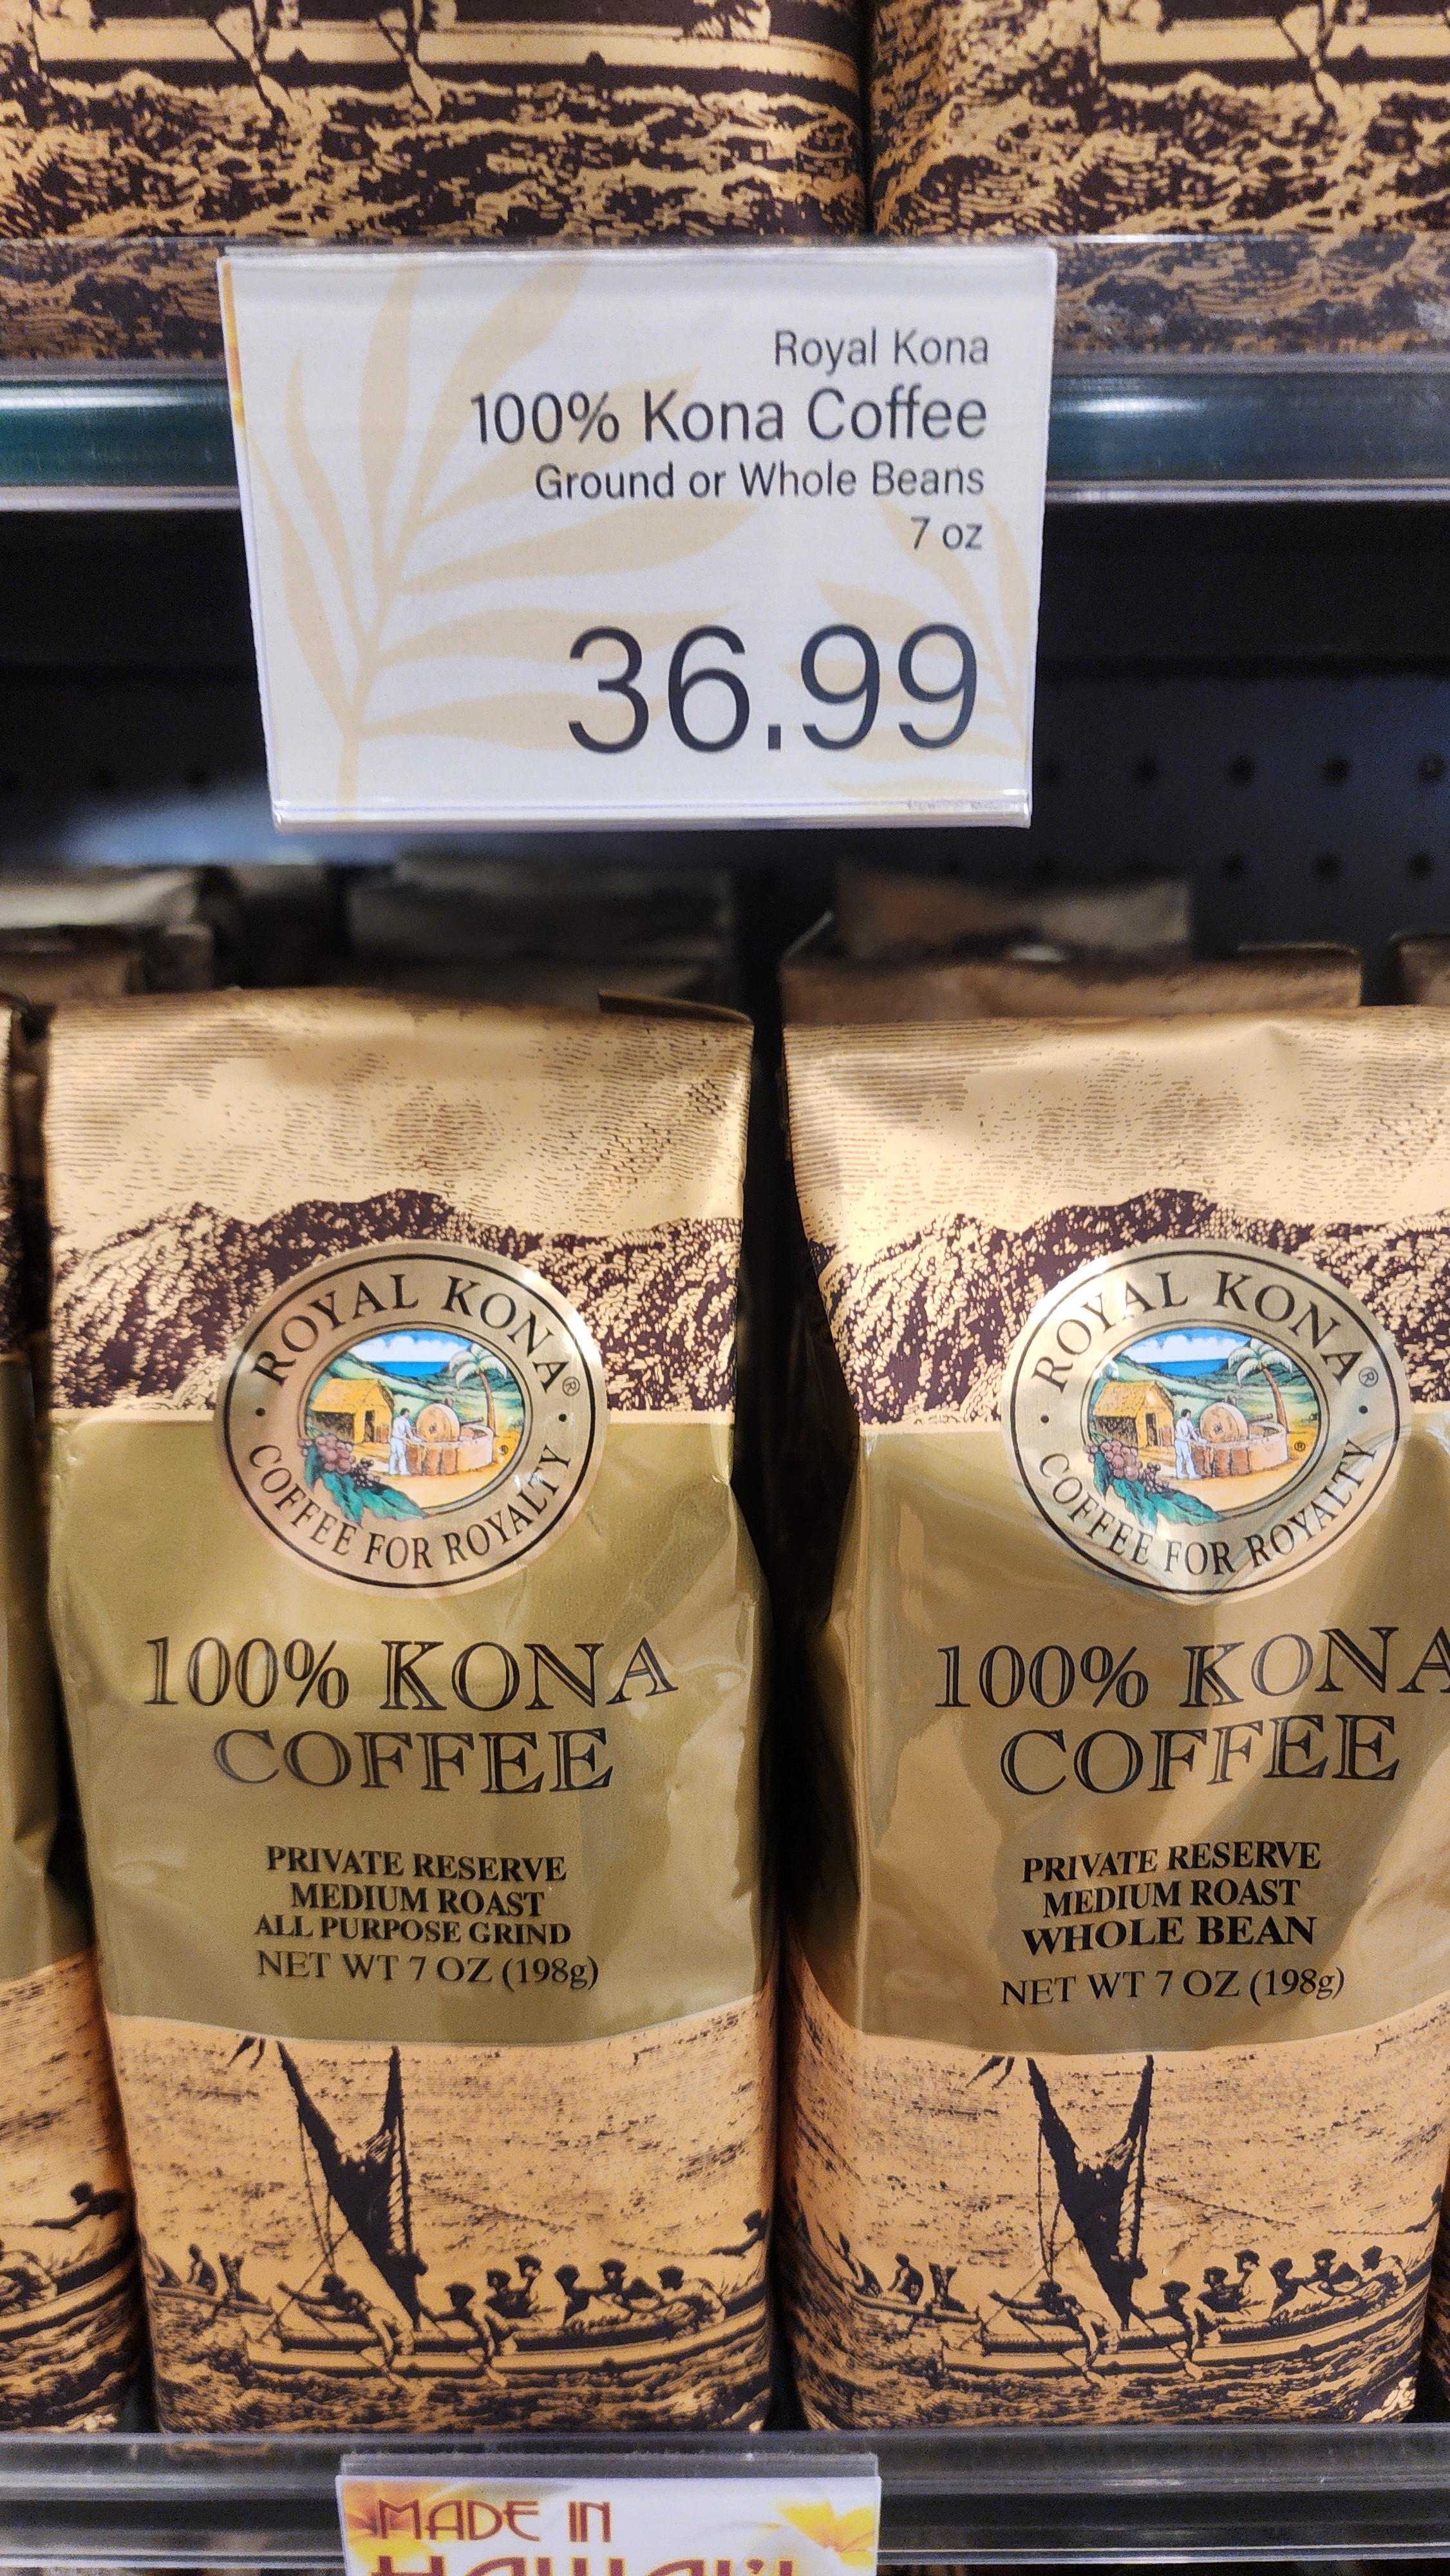 Royal Kona
100% Kona Coffee
Ground or Whole Beans
7 oz
36.99
ROYAL KONA®
COFFEE FOR ROYALTY
100% KONA
COFFEE
PRIVATE RESERVE
MEDIUM ROAST
ALL PURPOSE GRIND
NET WT 7 OZ (198g)
ROYAL KONA®
COFFEE FOR ROYALTY
100% KONA
COFFEE
PRIVATE RESERVE
MEDIUM ROAST
WHOLE BEAN
NET WT 7 OZ (198g)
MADE IN
HAWAI'I